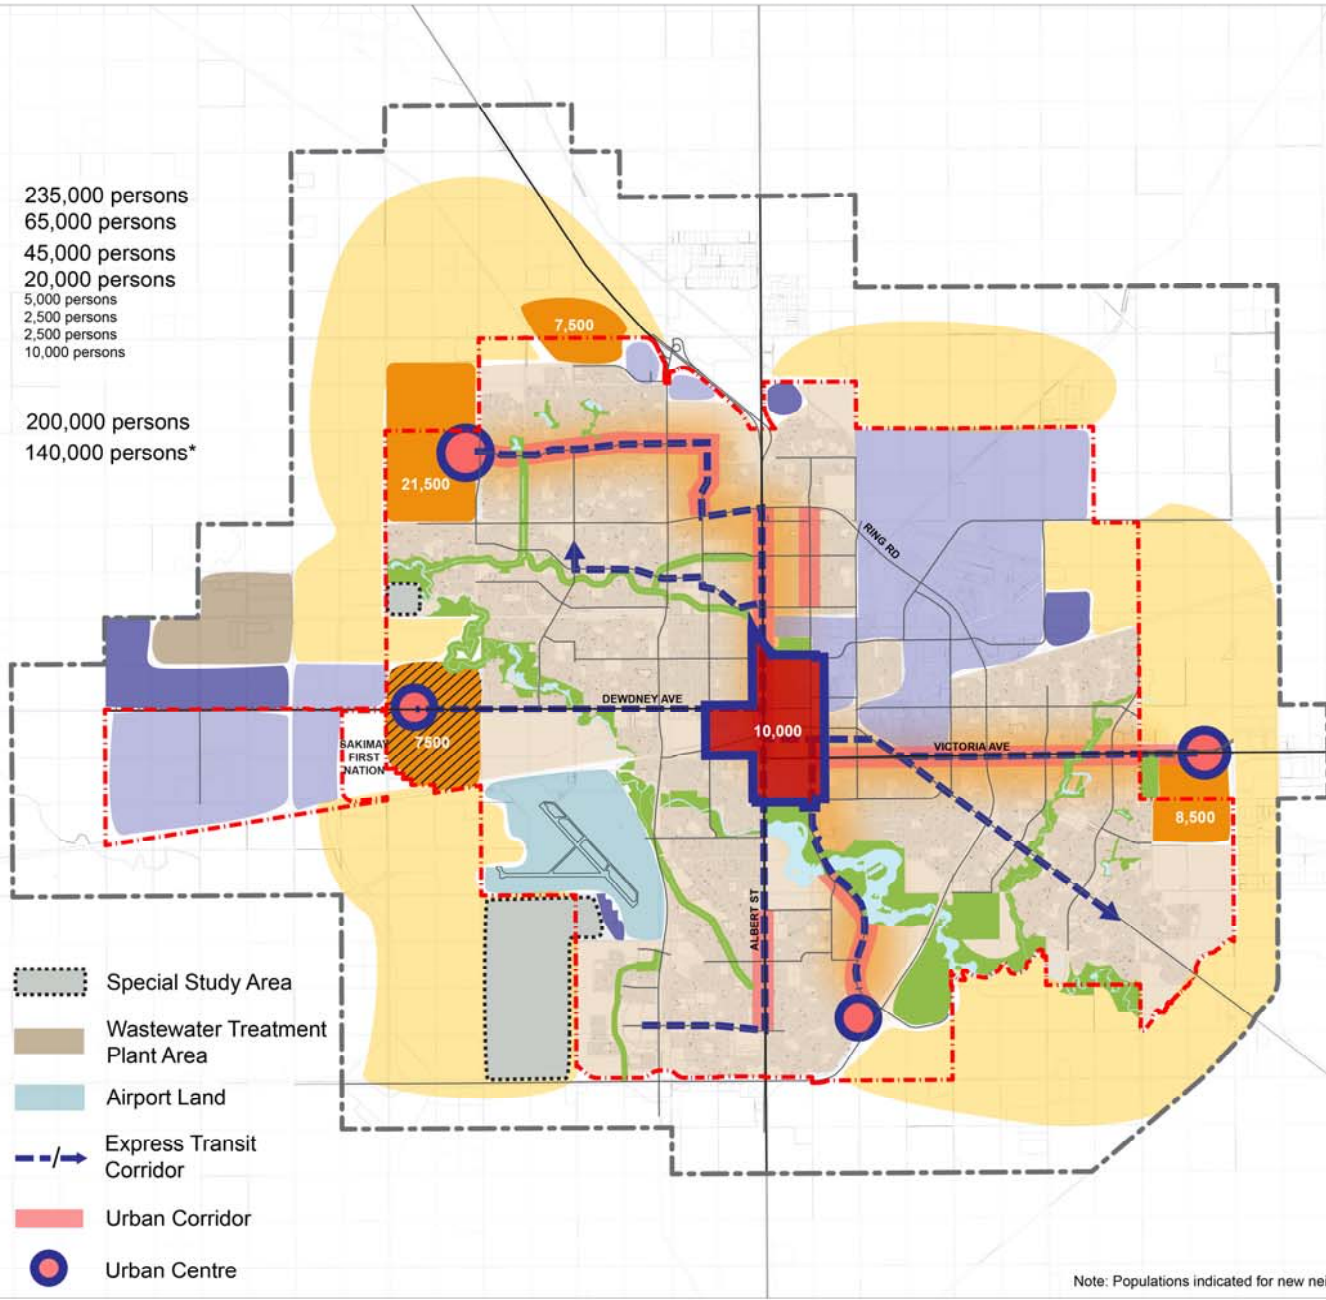 235,000 persons
65,000 persons
45,000 persons
20,000 persons
5,000 persons
2,500 persons
2,500 persons
10,000 persons
200,000 persons
140,000 persons*
7,500
21,500
RING RD
DEWDNEY AVE
10,000
SAKIMAY
FIRST
NATION
7500
VICTORIA AVE
8,500
ALBERT ST
Special Study Area
Wastewater Treatment
Plant Area
Airport Land
Express Transit
Corridor
Urban Corridor
Urban Centre
Note: Populations indicated for new nei